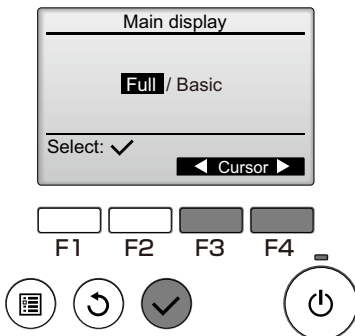 Main display
Full / Basic
Select: ✓
◀ Cursor ▶
F1 F2 F3 F4